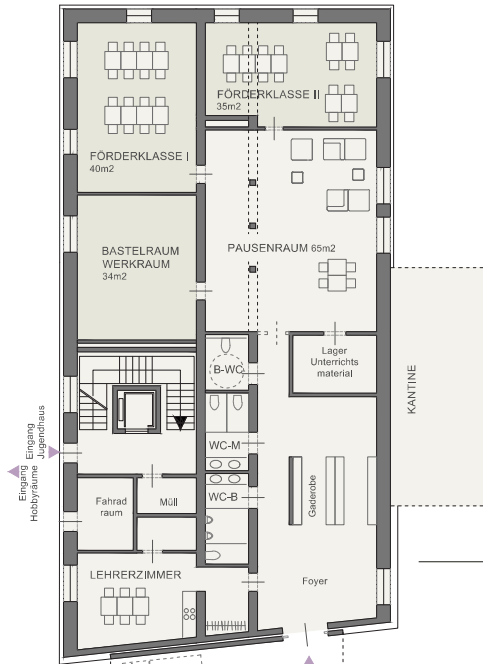 FÖRDERKLASSE II
35m2
FÖRDERKLASSE I
40m2
BASTELRAUM
WERKRAUM
34m2
PAUSENRAUM 65m2
Lager
Unterrichts
material
B-WC
KANTINE
WC-M
Eingang
Jugendhaus
Eingang
Hobbyräume
WC-B
Gaderobe
Fahrad
raum
Müll
LEHRERZIMMER
Foyer